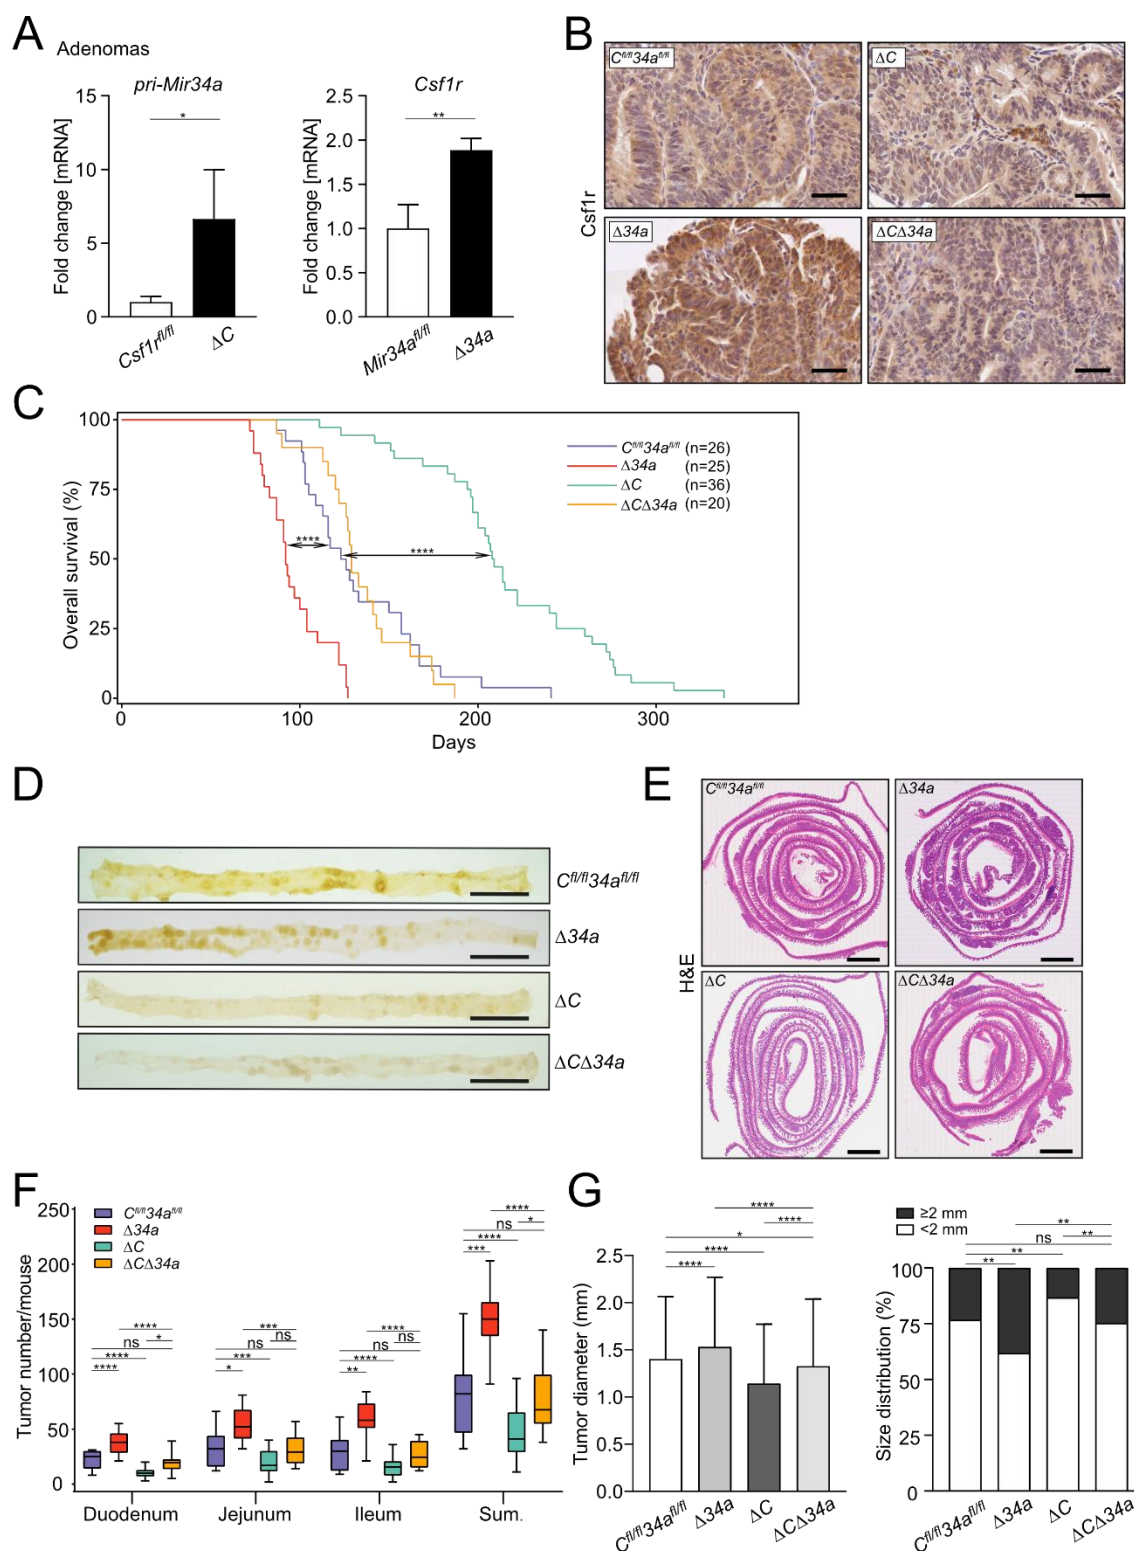 A
Adenomas
pri-Mir34a
Csf1r
Fold change [mRNA]
15
10
5
0
*
Csf1r^fl/fl
ΔC
Fold change [mRNA]
2.5
2.0
1.5
1.0
0.5
0.0
**
Mir34a^fl/fl
Δ34a
B
Csf1r
C^fl/fl34a^fl/fl
ΔC
Δ34a
ΔCΔ34a
C
Overall survival (%)
100
75
50
25
0
0
100
200
300
Days
****
****
C^fl/fl34a^fl/fl (n=26)
Δ34a (n=25)
ΔC (n=36)
ΔCΔ34a (n=20)
D
C^fl/fl34a^fl/fl
Δ34a
ΔC
ΔCΔ34a
E
H&E
C^fl/fl34a^fl/fl
Δ34a
ΔC
ΔCΔ34a
F
Tumor number/mouse
250
200
150
100
50
0
C^fl/fl34a^fl/fl
Δ34a
ΔC
ΔCΔ34a
****
ns
*
****
****
***
ns
ns
***
*
****
ns
ns
****
**
****
ns
*
****
***
Duodenum
Jejunum
Ileum
Sum.
G
Tumor diameter (mm)
2.5
2.0
1.5
1.0
0.5
0.0
****
****
*
****
****
C^fl/fl34a^fl/fl
Δ34a
ΔC
ΔCΔ34a
≥2 mm
<2 mm
**
ns
**
**
**
Size distribution (%)
100
75
50
25
0
C^fl/fl34a^fl/fl
Δ34a
ΔC
ΔCΔ34a